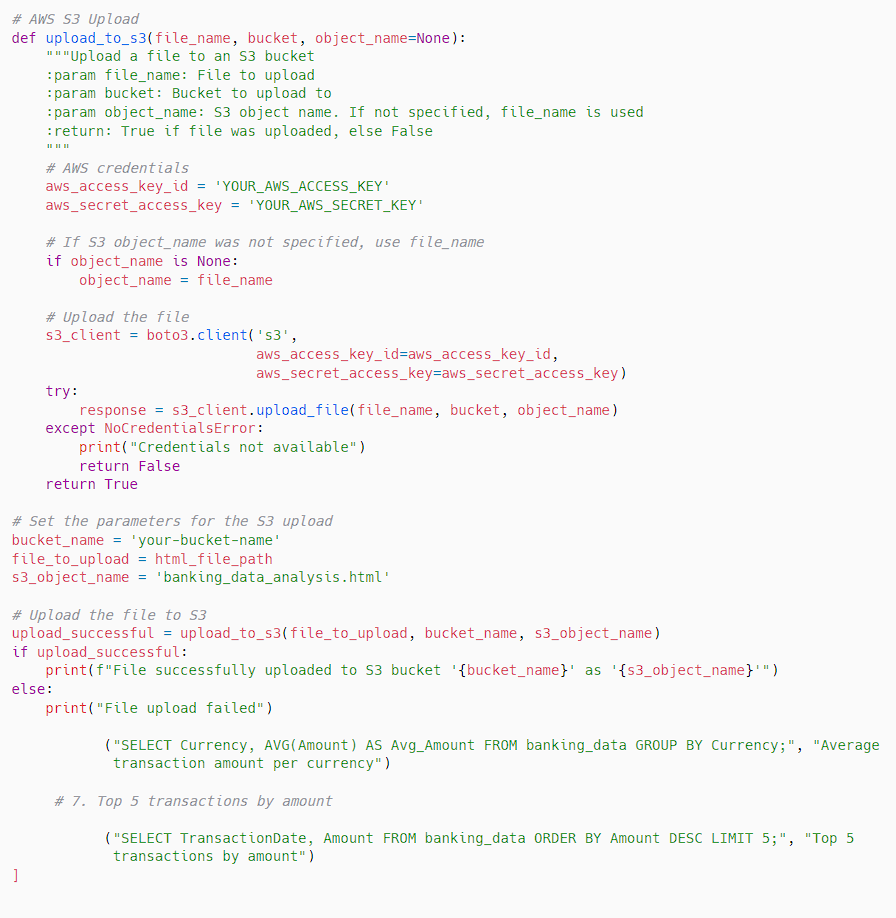 # AWS S3 Upload
def upload_to_s3(file_name, bucket, object_name=None):
    """Upload a file to an S3 bucket
    :param file_name: File to upload
    :param bucket: Bucket to upload to
    :param object_name: S3 object name. If not specified, file_name is used
    :return: True if file was uploaded, else False
    """
    # AWS credentials
    aws_access_key_id = 'YOUR_AWS_ACCESS_KEY'
    aws_secret_access_key = 'YOUR_AWS_SECRET_KEY'

    # If S3 object_name was not specified, use file_name
    if object_name is None:
        object_name = file_name

    # Upload the file
    s3_client = boto3.client('s3',
                             aws_access_key_id=aws_access_key_id,
                             aws_secret_access_key=aws_secret_access_key)
    try:
        response = s3_client.upload_file(file_name, bucket, object_name)
    except NoCredentialsError:
        print("Credentials not available")
        return False
    return True

# Set the parameters for the S3 upload
bucket_name = 'your-bucket-name'
file_to_upload = html_file_path
s3_object_name = 'banking_data_analysis.html'

# Upload the file to S3
upload_successful = upload_to_s3(file_to_upload, bucket_name, s3_object_name)
if upload_successful:
    print(f"File successfully uploaded to S3 bucket '{bucket_name}' as '{s3_object_name}'")
else:
    print("File upload failed")

           ("SELECT Currency, AVG(Amount) AS Avg_Amount FROM banking_data GROUP BY Currency;", "Average
            transaction amount per currency")

     # 7. Top 5 transactions by amount

           ("SELECT TransactionDate, Amount FROM banking_data ORDER BY Amount DESC LIMIT 5;", "Top 5
            transactions by amount")
]